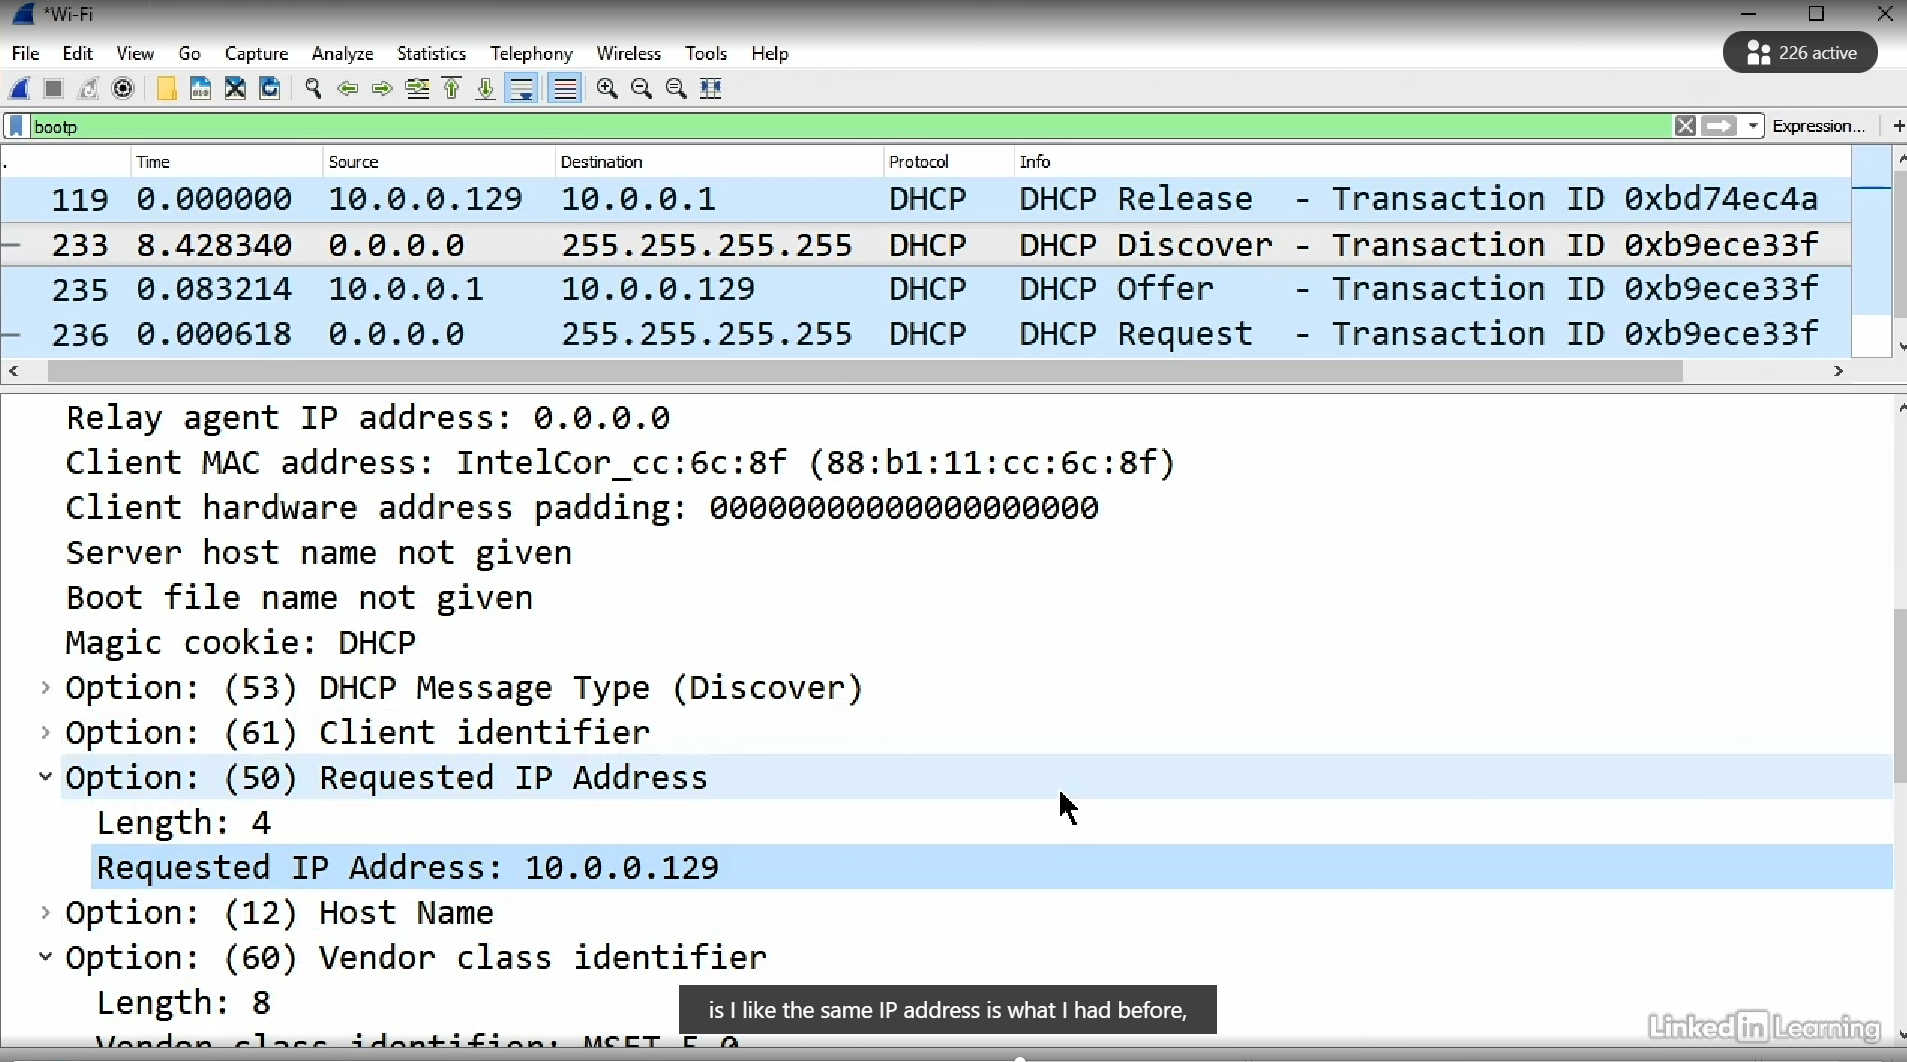 *Wi-Fi
File Edit View Go Capture Analyze Statistics Telephony Wireless Tools Help
226 active
bootp
Expression... +
. Time Source Destination Protocol Info
119 0.000000 10.0.0.129 10.0.0.1 DHCP DHCP Release - Transaction ID 0xbd74ec4a
233 8.428340 0.0.0.0 255.255.255.255 DHCP DHCP Discover - Transaction ID 0xb9ece33f
235 0.083214 10.0.0.1 10.0.0.129 DHCP DHCP Offer - Transaction ID 0xb9ece33f
236 0.000618 0.0.0.0 255.255.255.255 DHCP DHCP Request - Transaction ID 0xb9ece33f
Relay agent IP address: 0.0.0.0
Client MAC address: IntelCor_cc:6c:8f (88:b1:11:cc:6c:8f)
Client hardware address padding: 00000000000000000000
Server host name not given
Boot file name not given
Magic cookie: DHCP
Option: (53) DHCP Message Type (Discover)
Option: (61) Client identifier
Option: (50) Requested IP Address
Length: 4
Requested IP Address: 10.0.0.129
Option: (12) Host Name
Option: (60) Vendor class identifier
Length: 8
Vendor class identifier: MSFT 5.0
is I like the same IP address is what I had before,
Linked in Learning